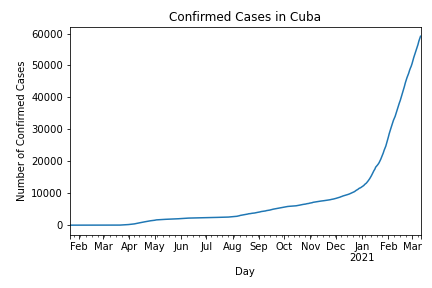 Confirmed Cases in Cuba
60000
50000
40000
30000
20000
10000
0
Number of Confirmed Cases
Feb Mar Apr May Jun Jul Aug Sep Oct Nov Dec Jan Feb Mar
2021
Day